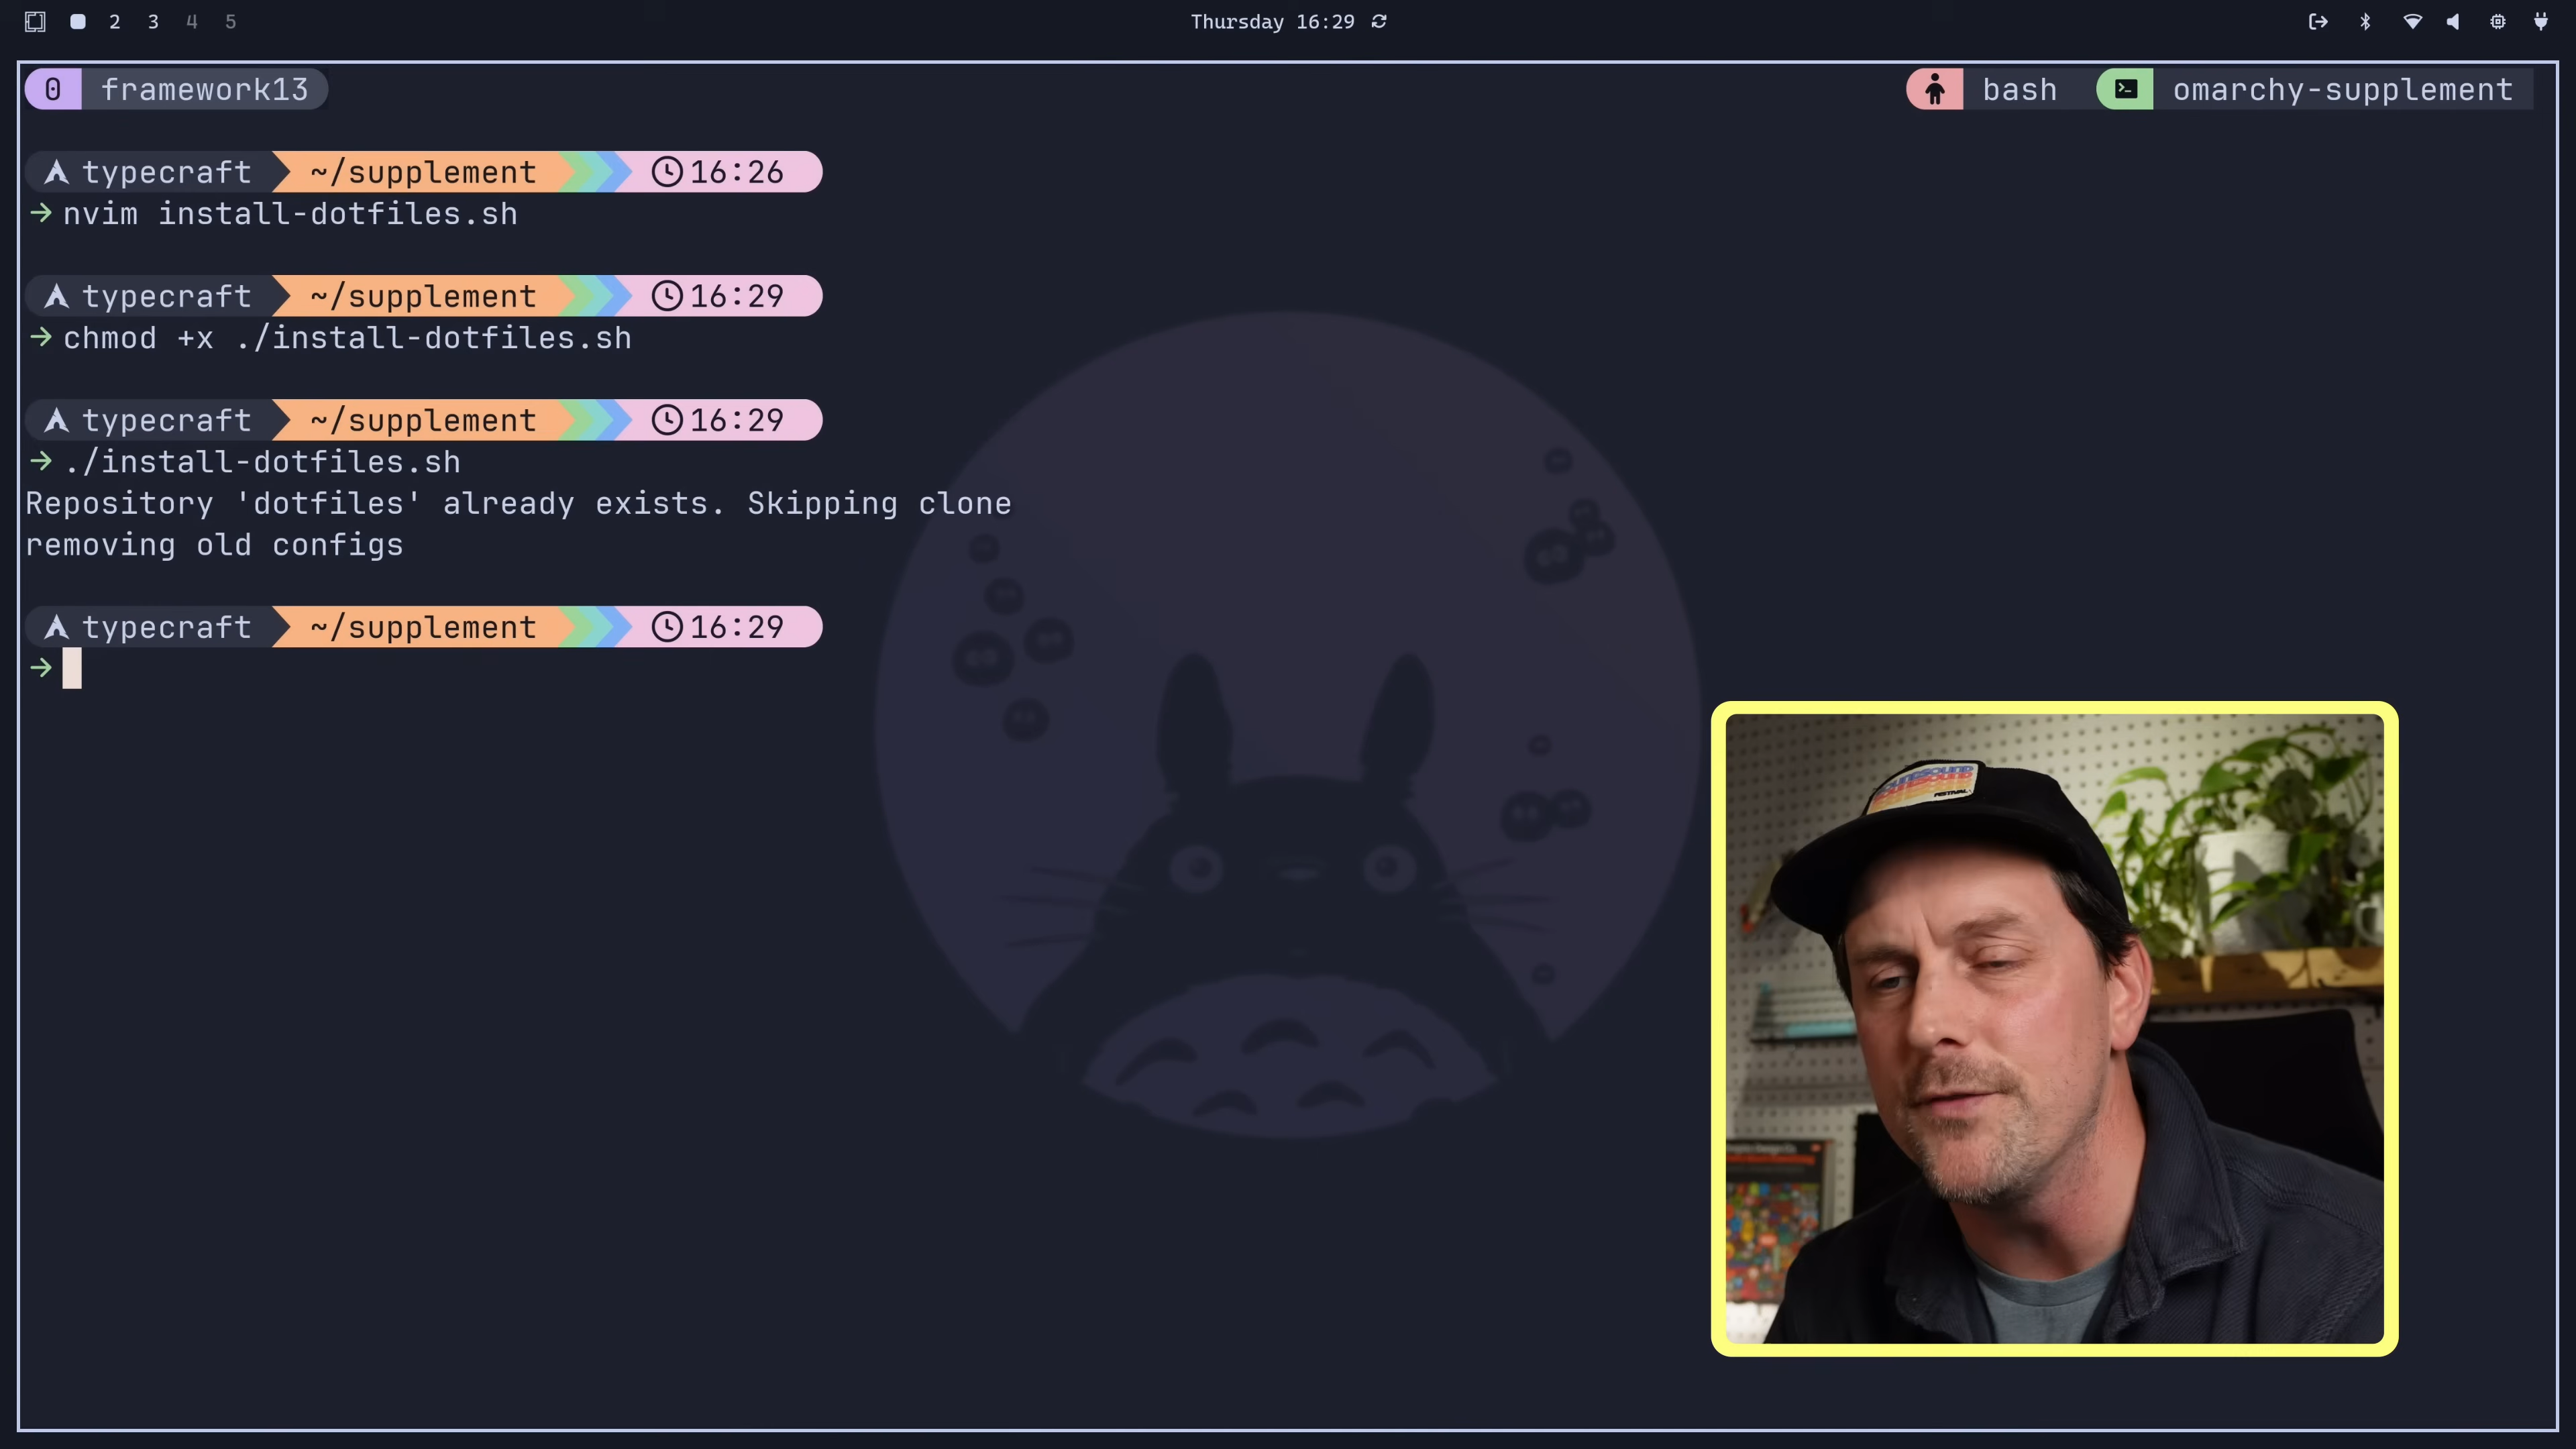 2 3 4 5
Thursday 16:29
0 framework13
bash omarchy-supplement
typecraft ~/supplement 16:26
nvim install-dotfiles.sh
typecraft ~/supplement 16:29
chmod +x ./install-dotfiles.sh
typecraft ~/supplement 16:29
./install-dotfiles.sh
Repository 'dotfiles' already exists. Skipping clone
removing old configs
typecraft ~/supplement 16:29
FESTIVAL